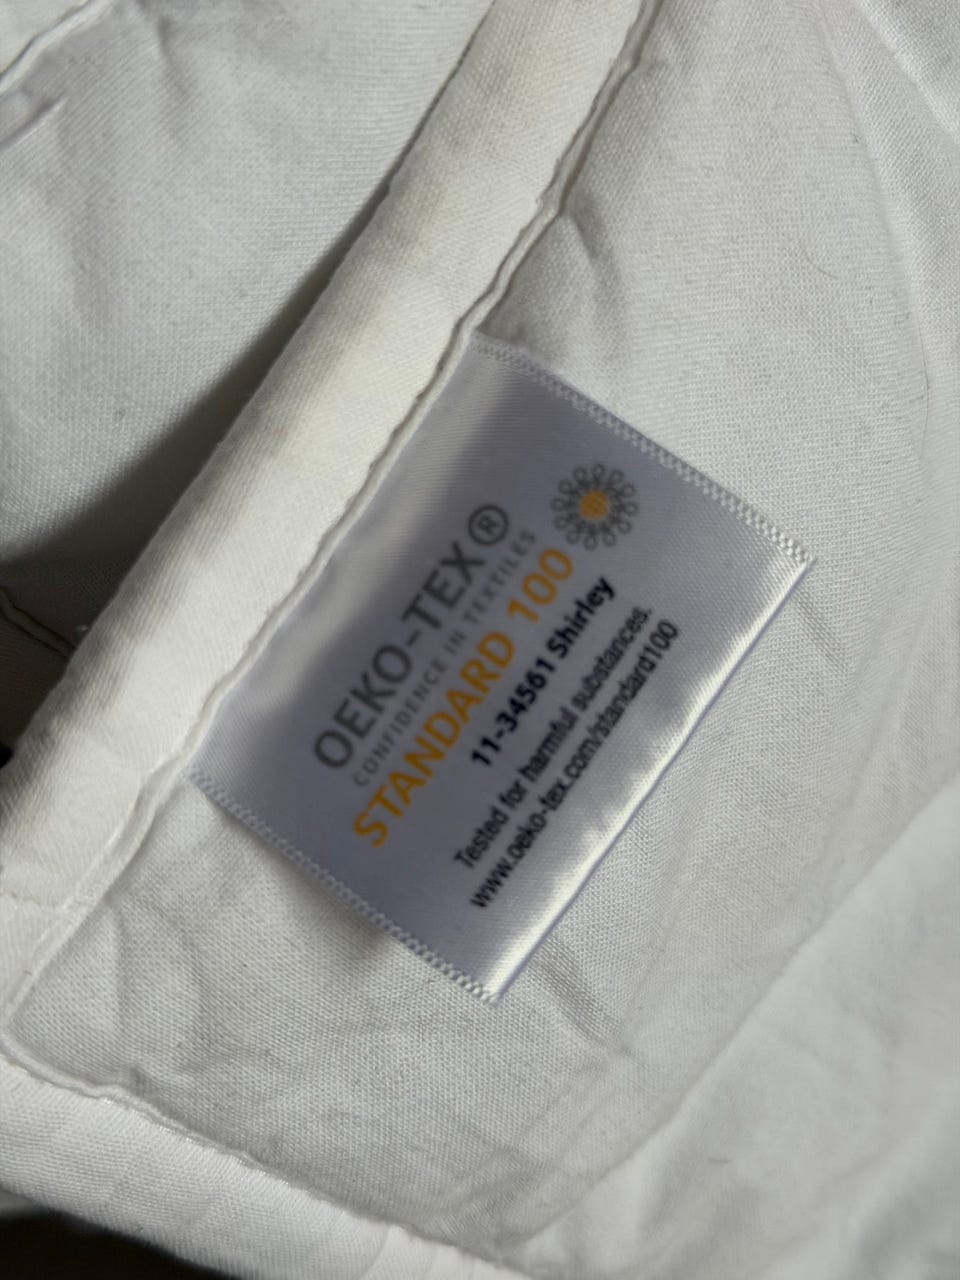 OEKO-TEX®
CONFIDENCE IN TEXTILES
STANDARD 100
11-34561 Shirley
Tested for harmful substances.
www.oeko-tex.com/standard100